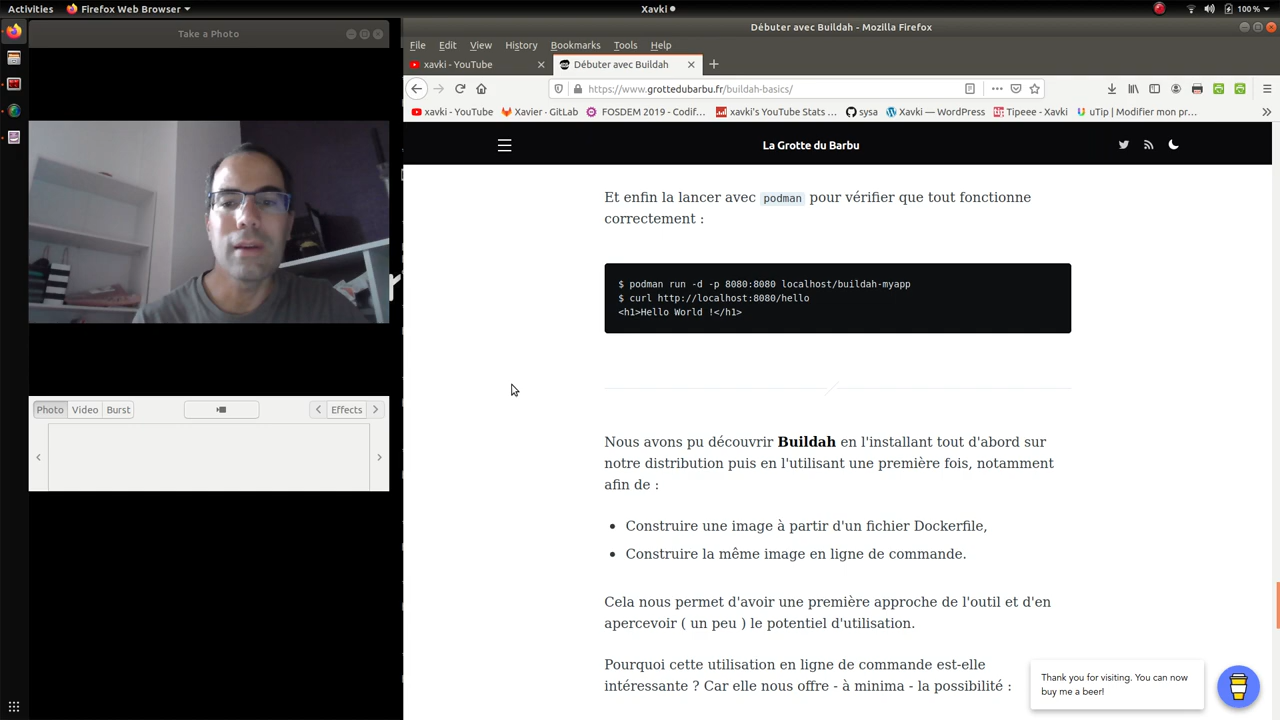 Activities Firefox Web Browser Xavki 100 %
Take a Photo
Débuter avec Buildah - Mozilla Firefox
File Edit View History Bookmarks Tools Help
xavki - YouTube Débuter avec Buildah
https://www.grottedubarbu.fr/buildah-basics/
xavki - YouTube Xavier - GitLab FOSDEM 2019 - Codif... xavki's YouTube Stats ... sysa Xavki — WordPress Tipeee - Xavki uTip | Modifier mon pr...
La Grotte du Barbu
Et enfin la lancer avec podman pour vérifier que tout fonctionne
correctement :
$ podman run -d -p 8080:8080 localhost/buildah-myapp
$ curl http://localhost:8080/hello
<h1>Hello World !</h1>
Photo Video Burst Effects
Nous avons pu découvrir Buildah en l'installant tout d'abord sur
notre distribution puis en l'utilisant une première fois, notamment
afin de :
• Construire une image à partir d'un fichier Dockerfile,
• Construire la même image en ligne de commande.
Cela nous permet d'avoir une première approche de l'outil et d'en
apercevoir ( un peu ) le potentiel d'utilisation.
Pourquoi cette utilisation en ligne de commande est-elle
intéressante ? Car elle nous offre - à minima - la possibilité :
Thank you for visiting. You can now
buy me a beer!